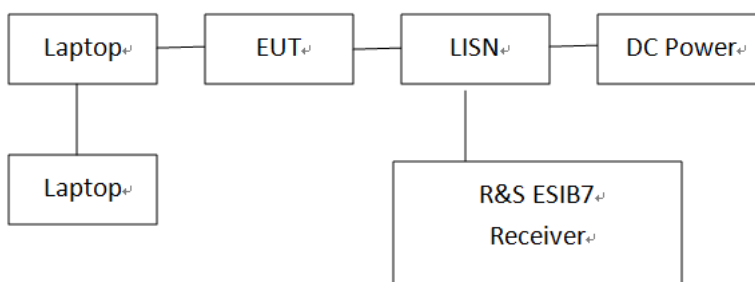 Laptop
EUT
LISN
DC Power
Laptop
R&S ESIB7
Receiver